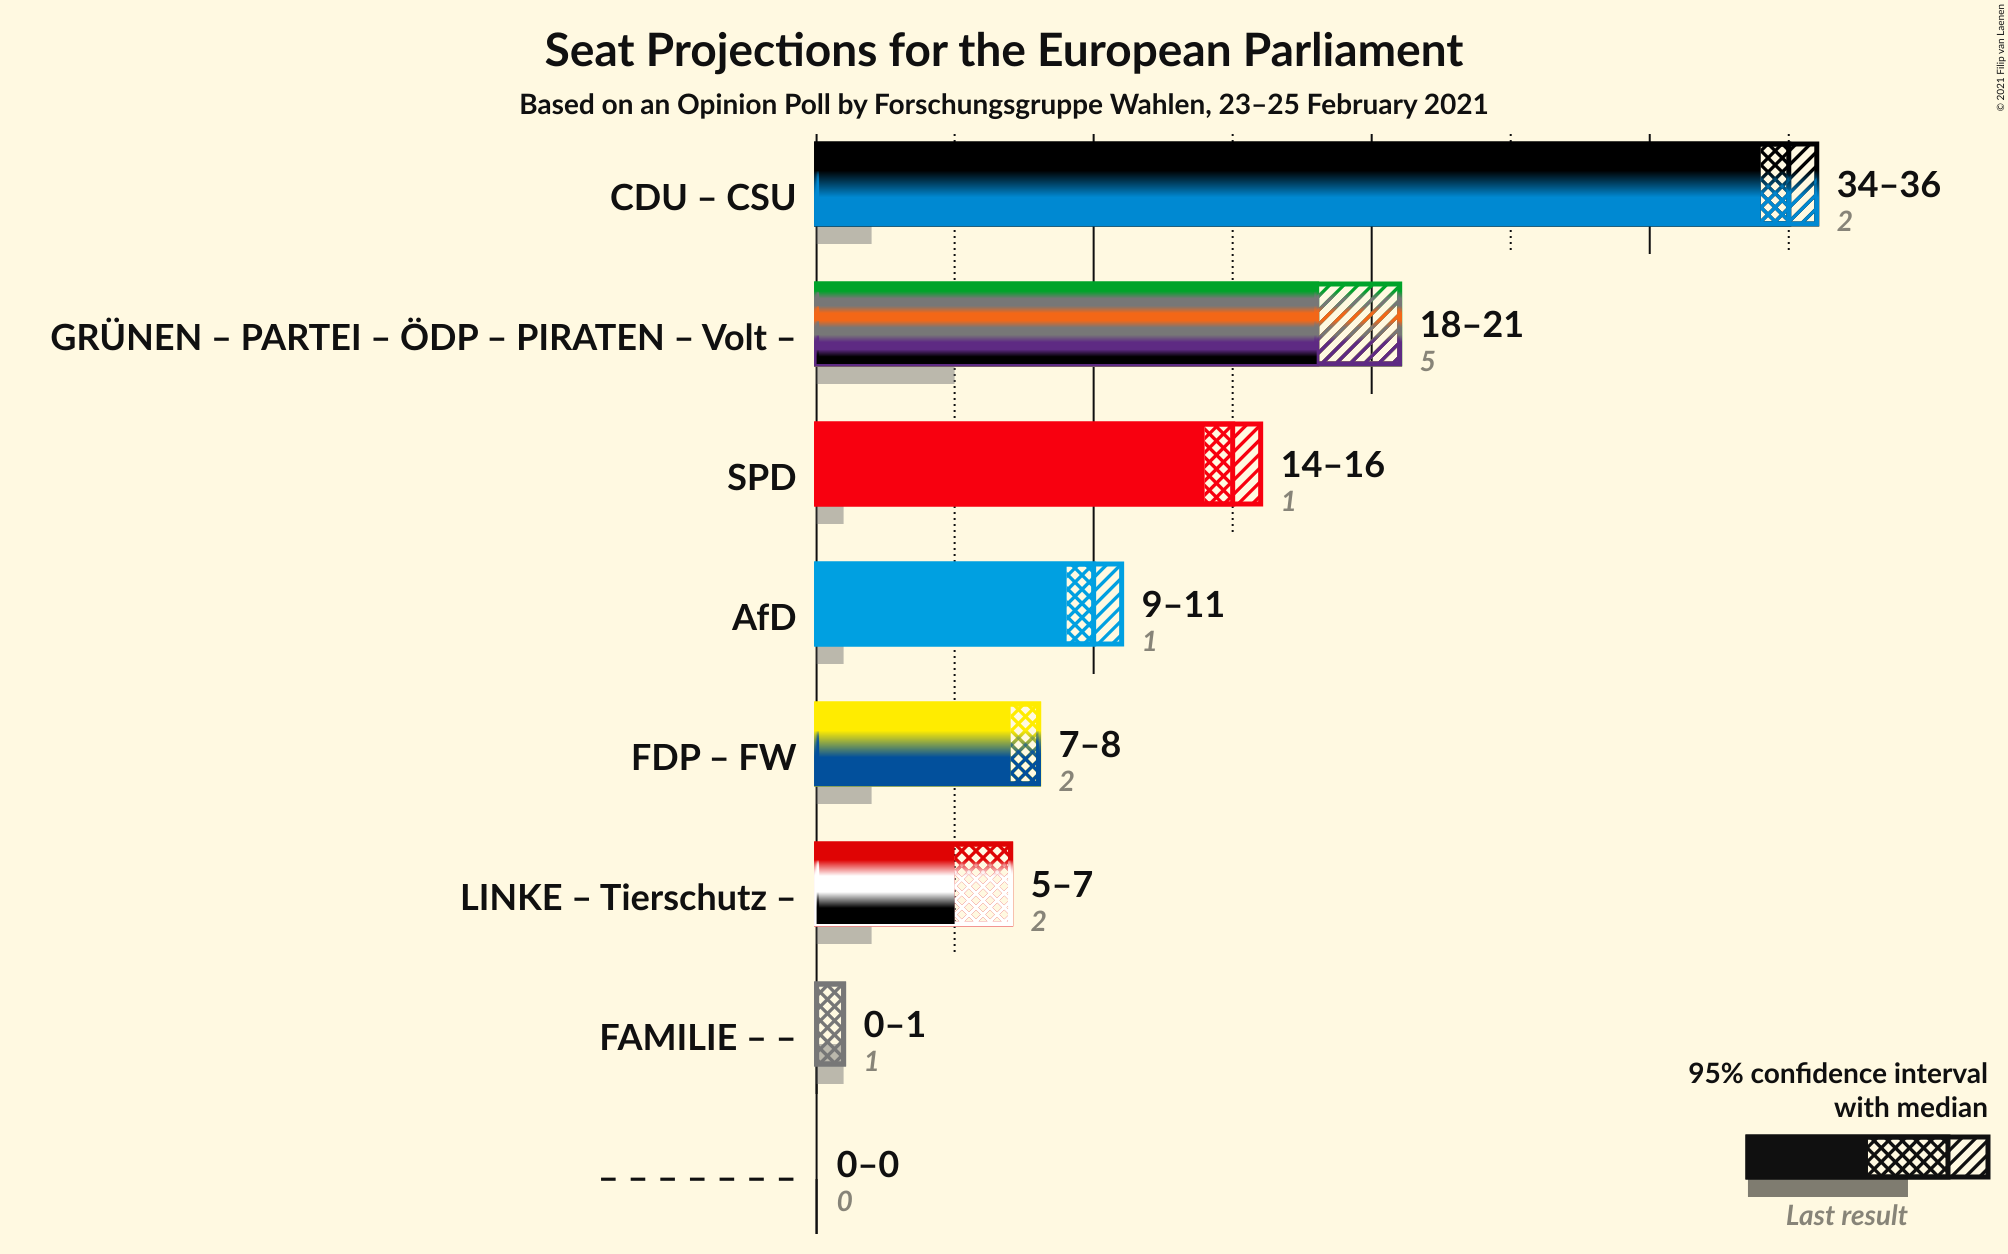 Seat Projections for the European Parliament
Based on an Opinion Poll by Forschungsgruppe Wahlen, 23–25 February 2021
© 2021 Filip van Laenen
CDU – CSU
34–36
2
GRÜNEN – PARTEI – ÖDP – PIRATEN – Volt –
18–21
5
SPD
14–16
1
AfD
9–11
1
FDP – FW
7–8
2
LINKE – Tierschutz –
5–7
2
FAMILIE – –
0–1
1
– – – – – – –
0–0
0
95% confidence interval
with median
Last result